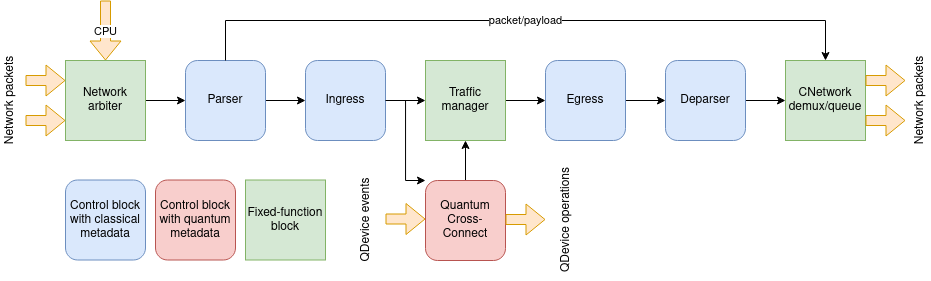 packet/payload
CPU
Network packets
Network
arbiter
Parser
Ingress
Traffic
manager
Egress
Deparser
CNetwork
demux/queue
Network packets
Control block
with classical
metadata
Control block
with quantum
metadata
Fixed-function
block
QDevice events
Quantum
Cross-
Connect
QDevice operations